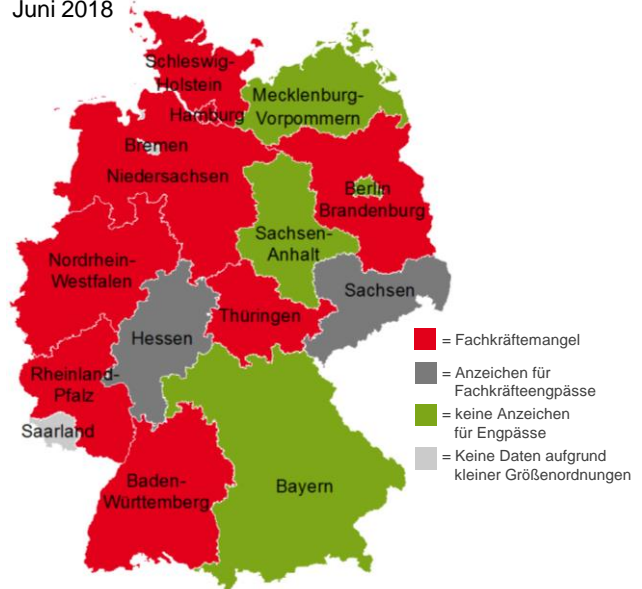 Juni 2018
Schleswig-
Holstein
Mecklenburg-
Vorpommern
Hamburg
Bremen
Niedersachsen
Berlin
Brandenburg
Sachsen-
Anhalt
Nordrhein-
Westfalen
Sachsen
Thüringen
Hessen
Rheinland-
Pfalz
Saarland
Baden-
Württemberg
Bayern
= Fachkräftemangel
= Anzeichen für
Fachkräfteengpässe
= keine Anzeichen
für Engpässe
= Keine Daten aufgrund
kleiner Größenordnungen